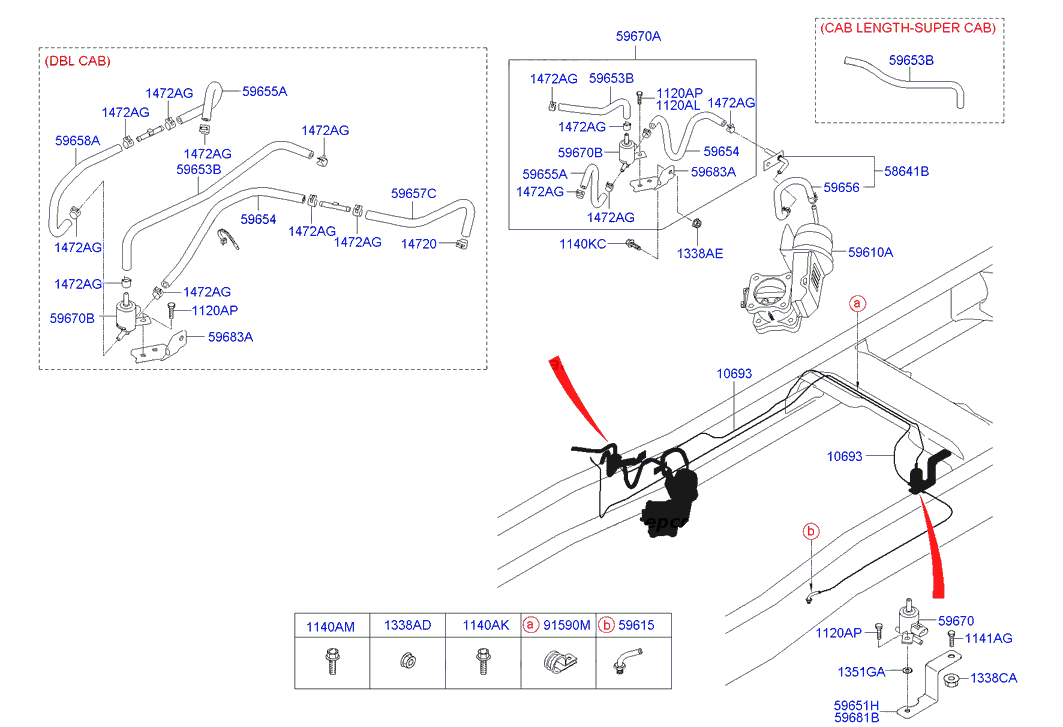 (DBL CAB)
1472AG
59655A
1472AG
59658A
1472AG
59653B
1472AG
59657C
59654
1472AG
1472AG
14720
1472AG
1472AG
1472AG
1120AP
59670B
59683A
59670A
1472AG
59653B
1120AP
1120AL
1472AG
1472AG
59670B
59654
59655A
59683A
1472AG
1472AG
1140KC
1338AE
58641B
59656
59610A
(CAB LENGTH-SUPER CAB)
59653B
a
10693
10693
b
epc
59670
1120AP
1141AG
1351GA
1338CA
59651H
59681B
1140AM
1338AD
1140AK
a 91590M
b 59615